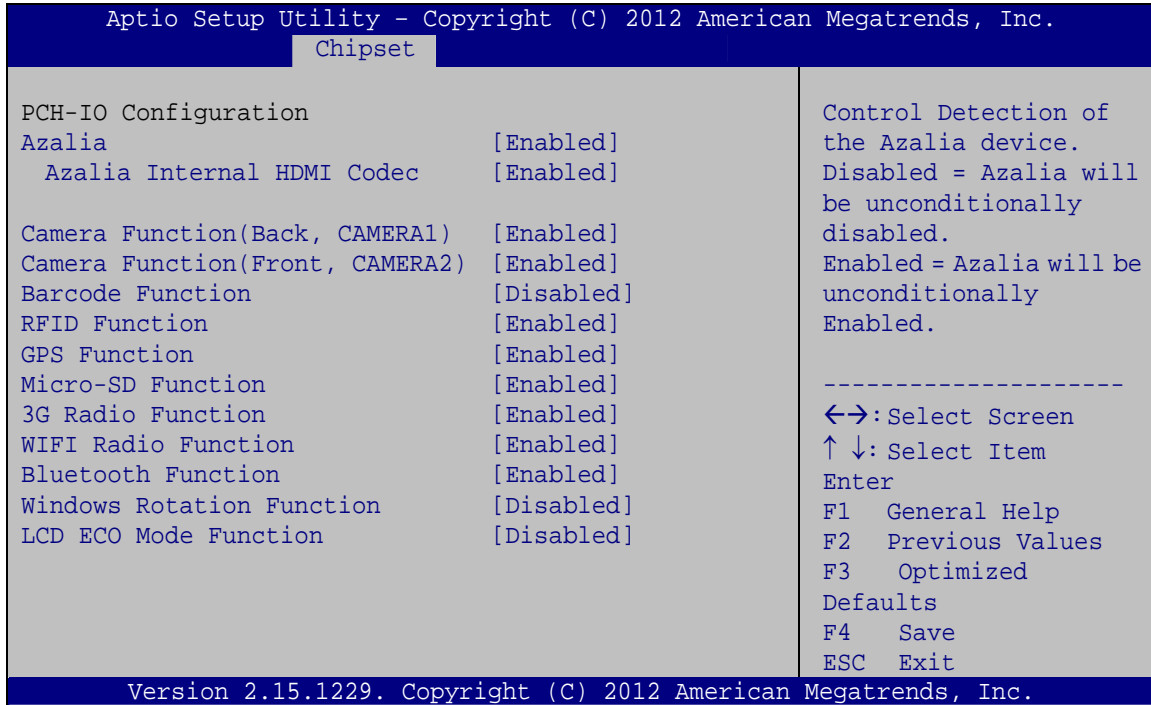 Aptio Setup Utility – Copyright (C) 2012 American Megatrends, Inc.
Chipset
PCH-IO Configuration
Azalia [Enabled]
Azalia Internal HDMI Codec [Enabled]
Camera Function(Back, CAMERA1) [Enabled]
Camera Function(Front, CAMERA2) [Enabled]
Barcode Function [Disabled]
RFID Function [Enabled]
GPS Function [Enabled]
Micro-SD Function [Enabled]
3G Radio Function [Enabled]
WIFI Radio Function [Enabled]
Bluetooth Function [Enabled]
Windows Rotation Function [Disabled]
LCD ECO Mode Function [Disabled]
Control Detection of
the Azalia device.
Disabled = Azalia will
be unconditionally
disabled.
Enabled = Azalia will be
unconditionally
Enabled.
---------------------
←→: Select Screen
↑ ↓: Select Item
Enter
F1 General Help
F2 Previous Values
F3 Optimized
Defaults
F4 Save
ESC Exit
Version 2.15.1229. Copyright (C) 2012 American Megatrends, Inc.